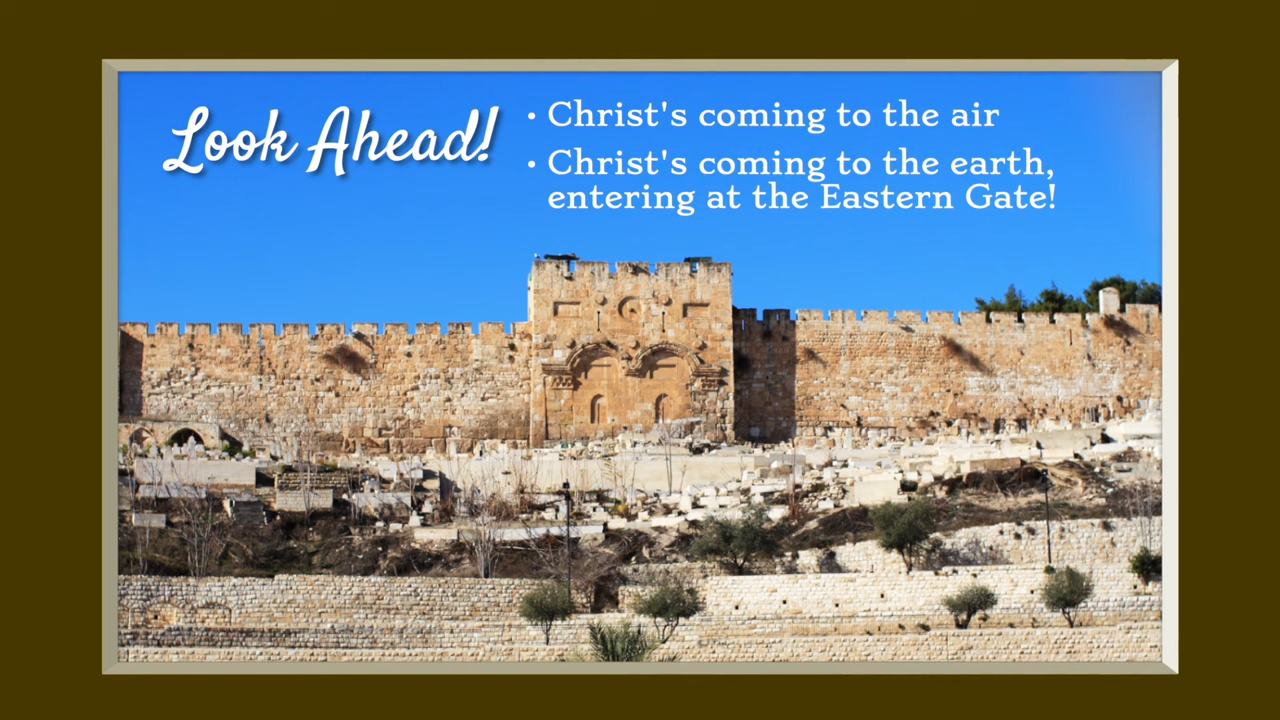 Look Ahead!
• Christ's coming to the air
• Christ's coming to the earth,
entering at the Eastern Gate!